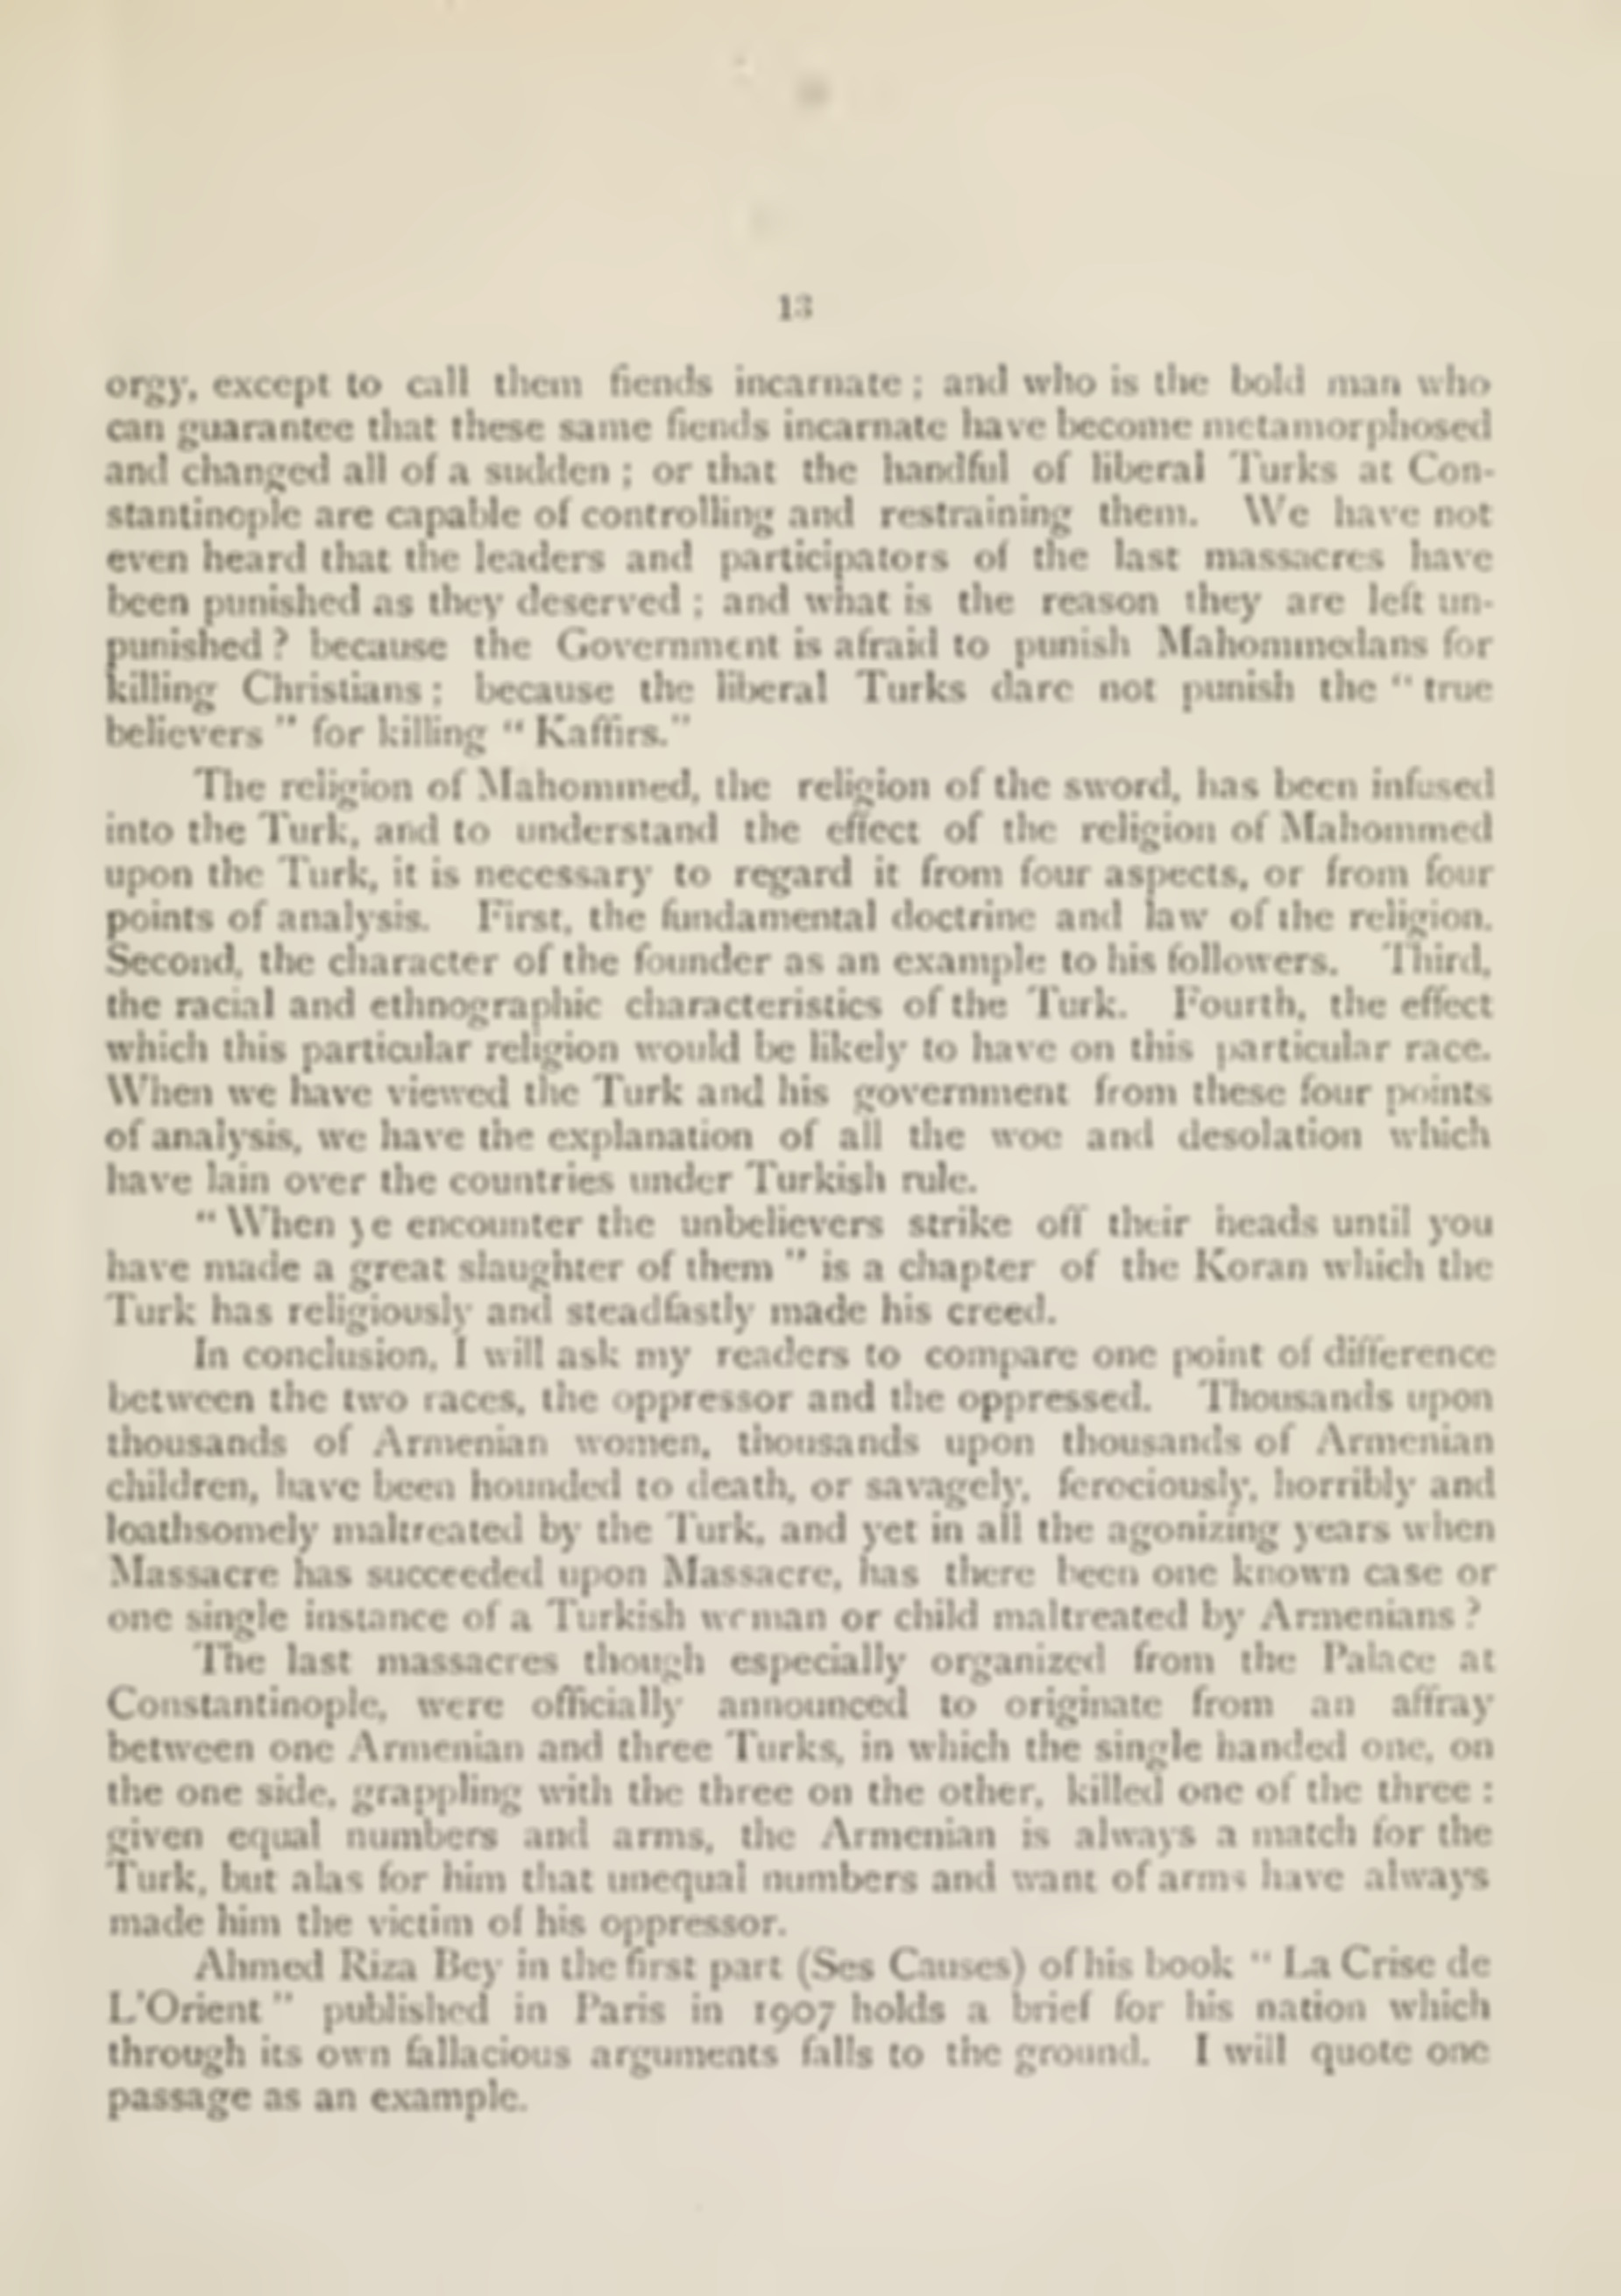 13
orgy, except to call them fiends incarnate ; and who is the bold man who
can guarantee that these same fiends incarnate have become metamorphosed
and changed all of a sudden ; or that the handful of liberal Turks at Con-
stantinople are capable of controlling and restraining them. We have not
even heard that the leaders and participators of the last massacres have
been punished as they deserved ; and what is the reason they are left un-
punished ? because the Government is afraid to punish Mahommedans for
killing Christians ; because the liberal Turks dare not punish the “ true
believers ” for killing “ Kaffirs.”
The religion of Mahommed, the religion of the sword, has been infused
into the Turk, and to understand the effect of the religion of Mahommed
upon the Turk, it is necessary to regard it from four aspects, or from four
points of analysis. First, the fundamental doctrine and law of the religion.
Second, the character of the founder as an example to his followers. Third,
the racial and ethnographic characteristics of the Turk. Fourth, the effect
which this particular religion would be likely to have on this particular race.
When we have viewed the Turk and his government from these four points
of analysis, we have the explanation of all the woe and desolation which
have lain over the countries under Turkish rule.
“ When ye encounter the unbelievers strike off their heads until you
have made a great slaughter of them ” is a chapter of the Koran which the
Turk has religiously and steadfastly made his creed.
In conclusion, I will ask my readers to compare one point of difference
between the two races, the oppressor and the oppressed. Thousands upon
thousands of Armenian women, thousands upon thousands of Armenian
children, have been hounded to death, or savagely, ferociously, horribly and
loathsomely maltreated by the Turk, and yet in all the agonizing years when
Massacre has succeeded upon Massacre, has there been one known case or
one single instance of a Turkish woman or child maltreated by Armenians ?
The last massacres though especially organized from the Palace at
Constantinople, were officially announced to originate from an affray
between one Armenian and three Turks, in which the single handed one, on
the one side, grappling with the three on the other, killed one of the three :
given equal numbers and arms, the Armenian is always a match for the
Turk, but alas for him that unequal numbers and want of arms have always
made him the victim of his oppressor.
Ahmed Riza Bey in the first part (Ses Causes) of his book “ La Crise de
L’Orient ” published in Paris in 1907 holds a brief for his nation which
through its own fallacious arguments falls to the ground. I will quote one
passage as an example.